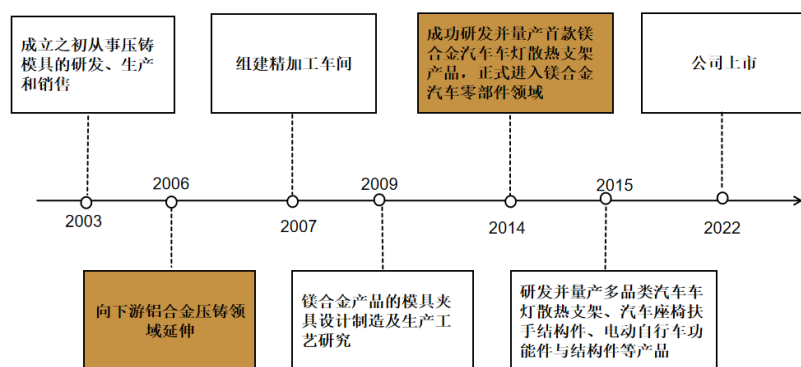 成立之初从事压铸
模具的研发、生产
和销售
组建精加工车间
成功研发并量产首款镁
合金汽车车灯散热支架
产品，正式进入镁合金
汽车零部件领域
公司上市
2006
2009
2015
2003
2007
2014
2022
向下游铝合金压铸领
域延伸
镁合金产品的模具夹
具设计制造及生产工
艺研究
研发并量产多品类汽车车
灯散热支架、汽车座椅扶
手结构件、电动自行车功
能件与结构件等产品